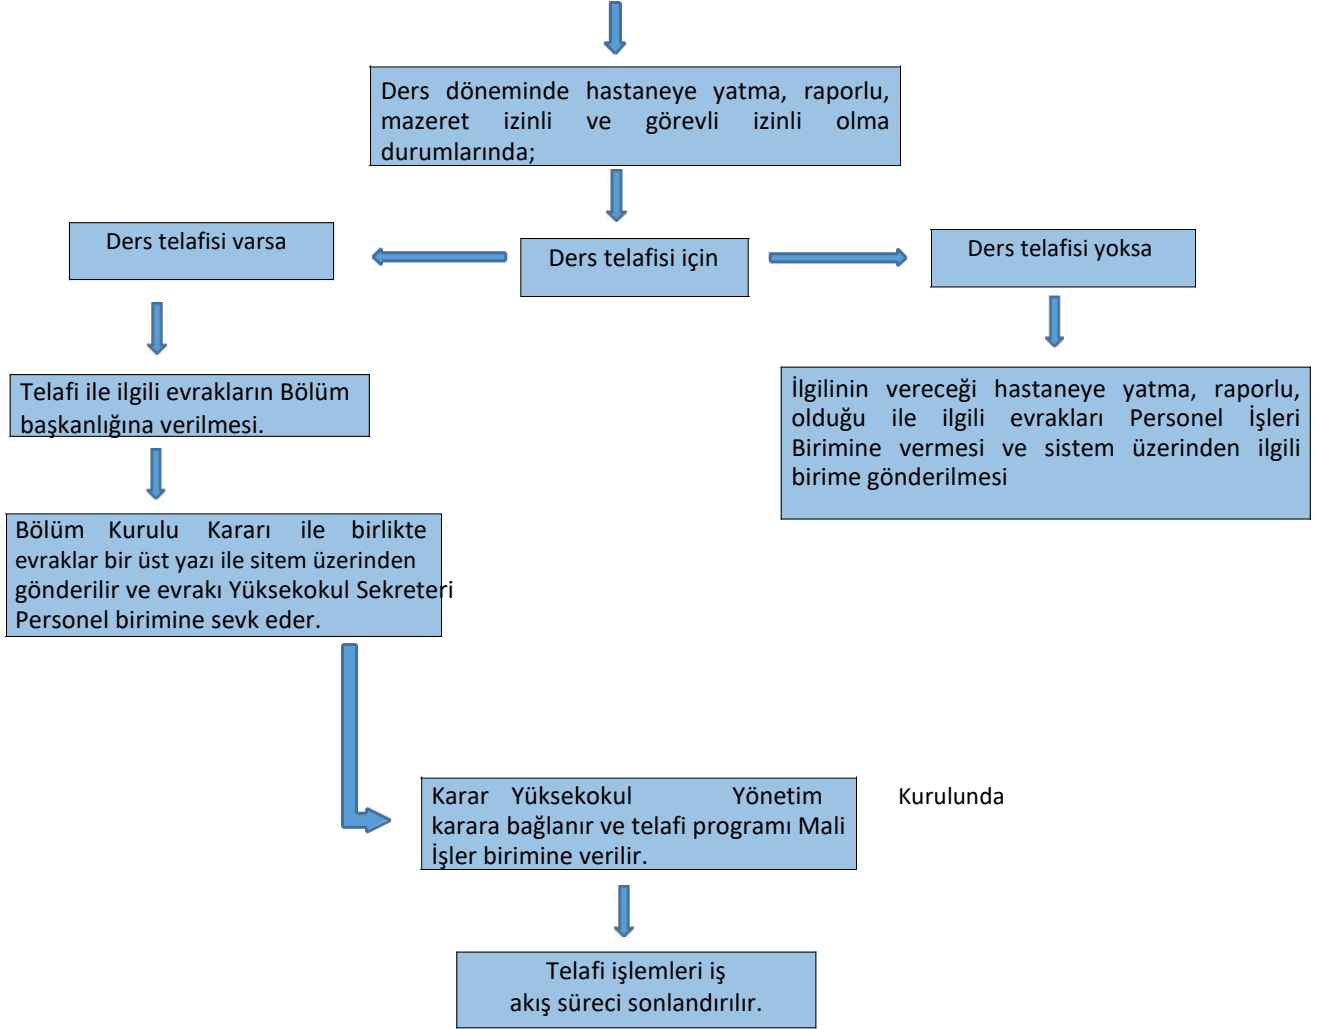 Ders döneminde hastaneye yatma, raporlu,
mazeret izinli ve görevli izinli olma
durumlarında;
Ders telafisi varsa
Ders telafisi için
Ders telafisi yoksa
Telafi ile ilgili evrakların Bölüm
başkanlığına verilmesi.
İlgilinin vereceği hastaneye yatma, raporlu,
olduğu ile ilgili evrakları Personel İşleri
Birimine vermesi ve sistem üzerinden ilgili
birime gönderilmesi
Bölüm Kurulu Kararı ile birlikte
evraklar bir üst yazı ile sitem üzerinden
gönderilir ve evrakı Yüksekokul Sekreteri
Personel birimine sevk eder.
Karar Yüksekokul Yönetim Kurulunda
karara bağlanır ve telafi programı Mali
İşler birimine verilir.
Telafi işlemleri iş
akış süreci sonlandırılır.